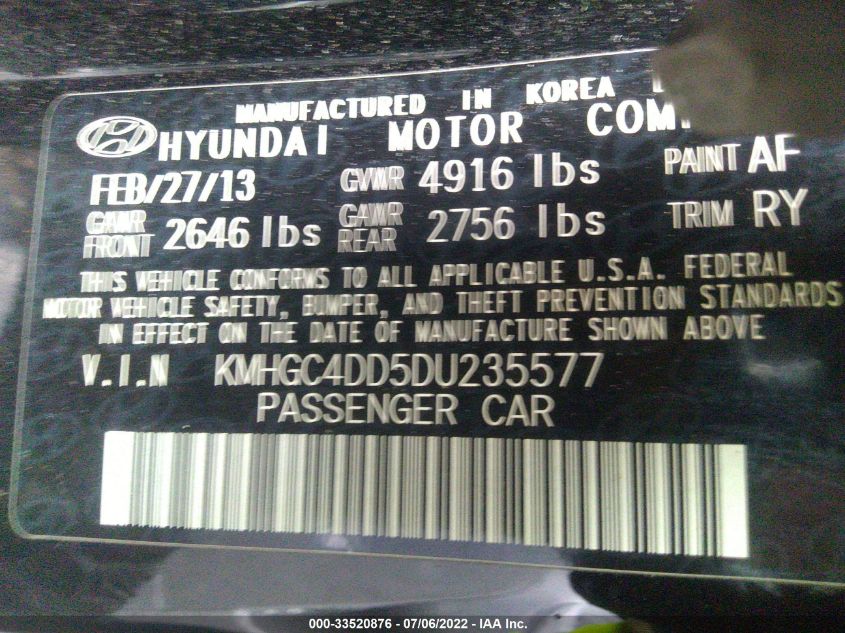 MANUFACTURED IN KOREA
HYUNDAI MOTOR
FEB/27/13 GVWR 4916 lbs PAINT AF
GAWR FRONT 2646 lbs GAWR REAR 2756 lbs TRIM RY
THIS VEHICLE CONFORMS TO ALL APPLICABLE U.S.A. FEDERAL
MOTOR VEHICLE SAFETY, BUMPER, AND THEFT PREVENTION STANDARDS
IN EFFECT ON THE DATE OF MANUFACTURE SHOWN ABOVE
V.I.N KMHGC4DD5DU235577
PASSENGER CAR
000-33520876 - 07/06/2022 - IAA Inc.